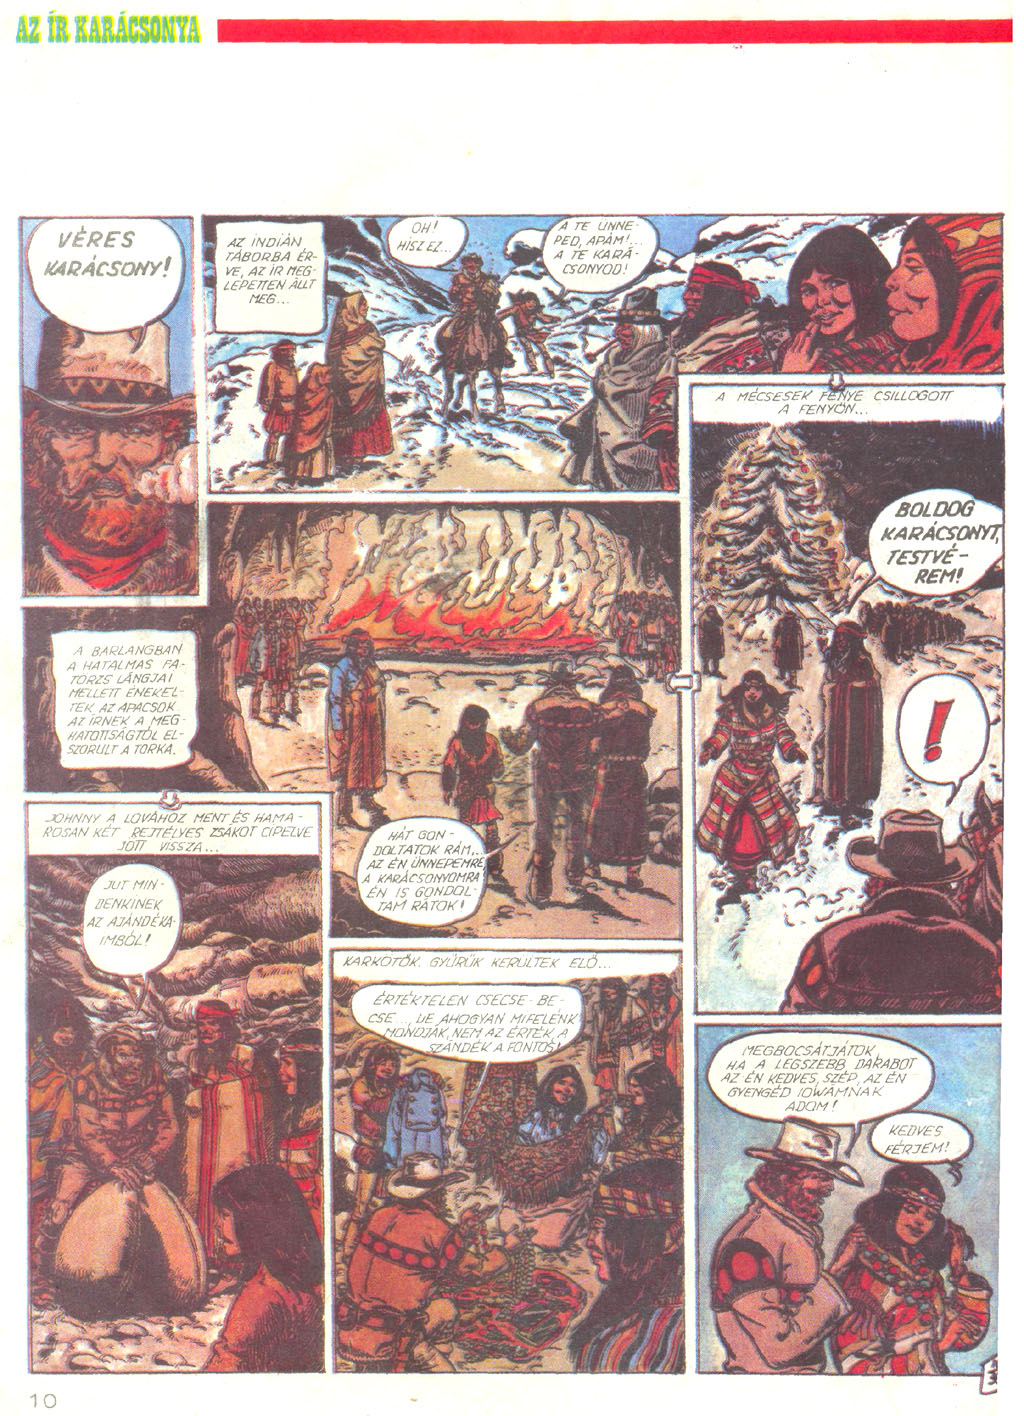 AZ ÍR KARÁCSONYA
VÉRES
KARÁCSONY!
AZ INDIÁN
TÁBORBA ÉR-
VE, AZ ÍR MEG-
LEPETTEN ÁLLT
MEG...
OH!
HISZ EZ...
A TE ÜNNE-
PED, APÁM!...
A TE KARÁ-
CSONYOD!
A MÉCSESEK FÉNYE CSILLOGOTT
A FENYŐN...
BOLDOG
KARÁCSONYT,
TESTVÉ-
REM!
!
A BARLANGBAN
A HATALMAS FA-
TÖRZS LÁNGJAI
MELLETT ÉNEKEL-
TEK AZ APACSOK.
AZ ÍRNEK A MEG-
HATOTTSÁGTÓL EL-
SZORULT A TORKA.
HÁT GON-
DOLTATOK RÁM...
AZ ÉN ÜNNEPEMRE,
A KARÁCSONYOMRA!
ÉN IS GONDOL-
TAM RÁTOK!
JOHNNY A LOVÁHOZ MENT ÉS HAMA-
ROSAN KÉT REJTÉLYES ZSÁKOT CIPELVE
JÖTT VISSZA...
JUT MIN-
DENKINEK
AZ AJÁNDÉKA-
IMBÓL!
KARKÖTŐK, GYŰRŰK KERÜLTEK ELŐ...
ÉRTÉKTELEN CSECSE-BE-
CSE..., DE AHOGYAN MIFELÉNK
MONDJÁK, NEM AZ ÉRTÉK, A
SZÁNDÉK A FONTOS!
MEGBOCSÁTJÁTOK,
HA A LEGSZEBB DARABOT
AZ ÉN KEDVES, SZÉP, AZ ÉN
GYENGÉD IOWAMNAK
ADOM!
KEDVES
FÉRJEM!
10